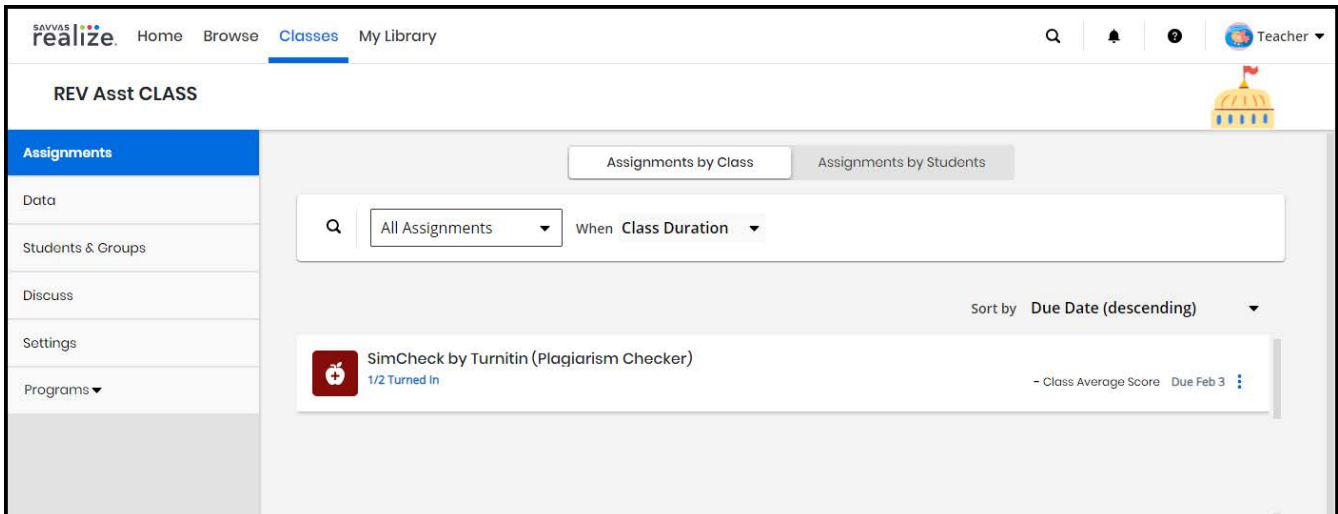 SAVVAS
realize. Home Browse Classes My Library
Teacher
REV Asst CLASS
Assignments
Data
Students & Groups
Discuss
Settings
Programs
Assignments by Class Assignments by Students
All Assignments When Class Duration
Sort by Due Date (descending)
SimCheck by Turnitin (Plagiarism Checker)
1/2 Turned In
- Class Average Score Due Feb 3